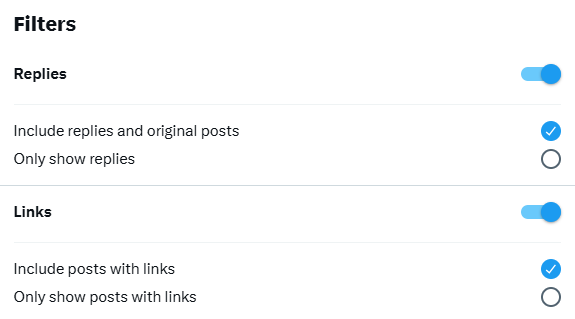 Filters
Replies
Include replies and original posts
Only show replies
Links
Include posts with links
Only show posts with links